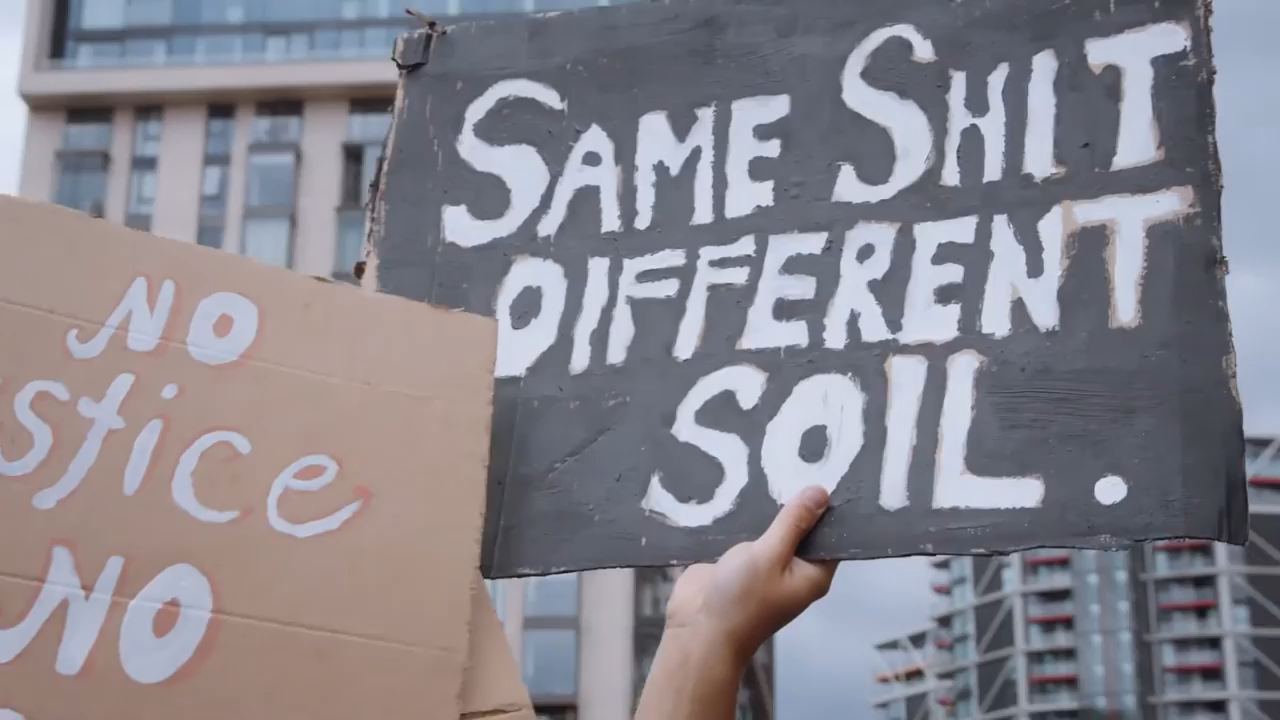 NO
stice
NO
SAME SHIT
DIFFERENT
SOIL.